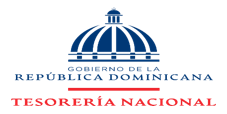 GOBIERNO DE LA
REPÚBLICA DOMINICANA
TESORERÍA NACIONAL